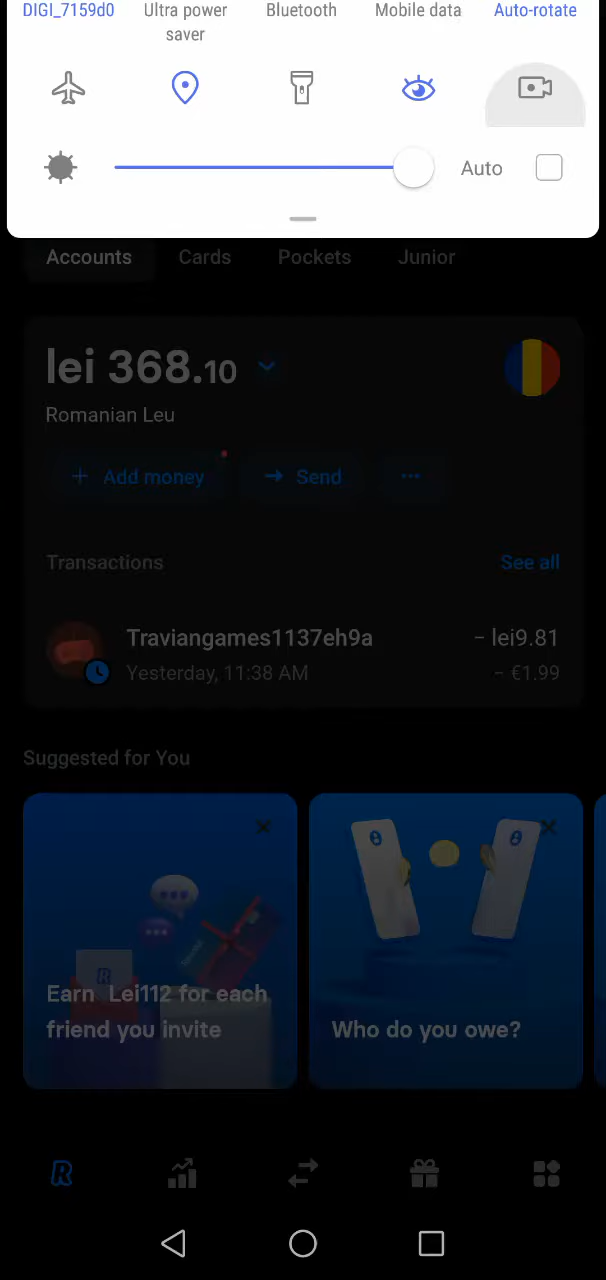 DIGI_7159d0
Ultra power
saver
Bluetooth
Mobile data
Auto-rotate
Auto
Accounts
Cards
Pockets
Junior
lei 368.10
Romanian Leu
+ Add money
→ Send
Transactions
See all
Traviangames1137eh9a
− lei9.81
Yesterday, 11:38 AM
− €1.99
Suggested for You
Earn Lei112 for each
friend you invite
Who do you owe?
R